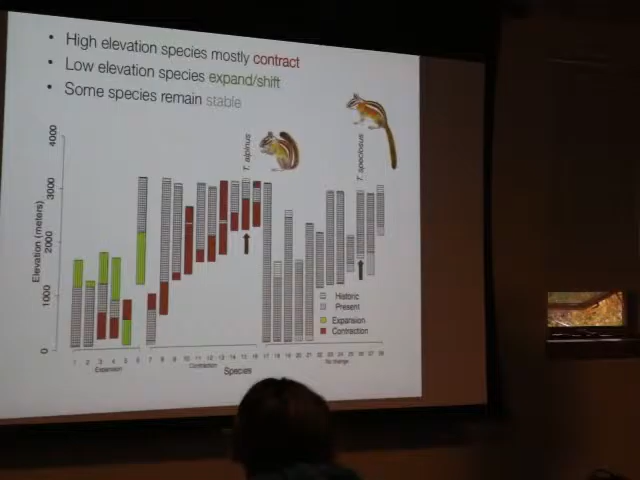 • High elevation species mostly contract
• Low elevation species expand/shift
• Some species remain stable
T. alpinus
T. speciosus
Elevation (meters)
4000
3000
2000
1000
0
Historic
Present
Expansion
Contraction
1 2 3 4 5 6 7 8 9 10 11 12 13 14 15 16 17 18 19 20 21 22 23 24 25 26 27 28
Expansion
Contraction
No change
Species